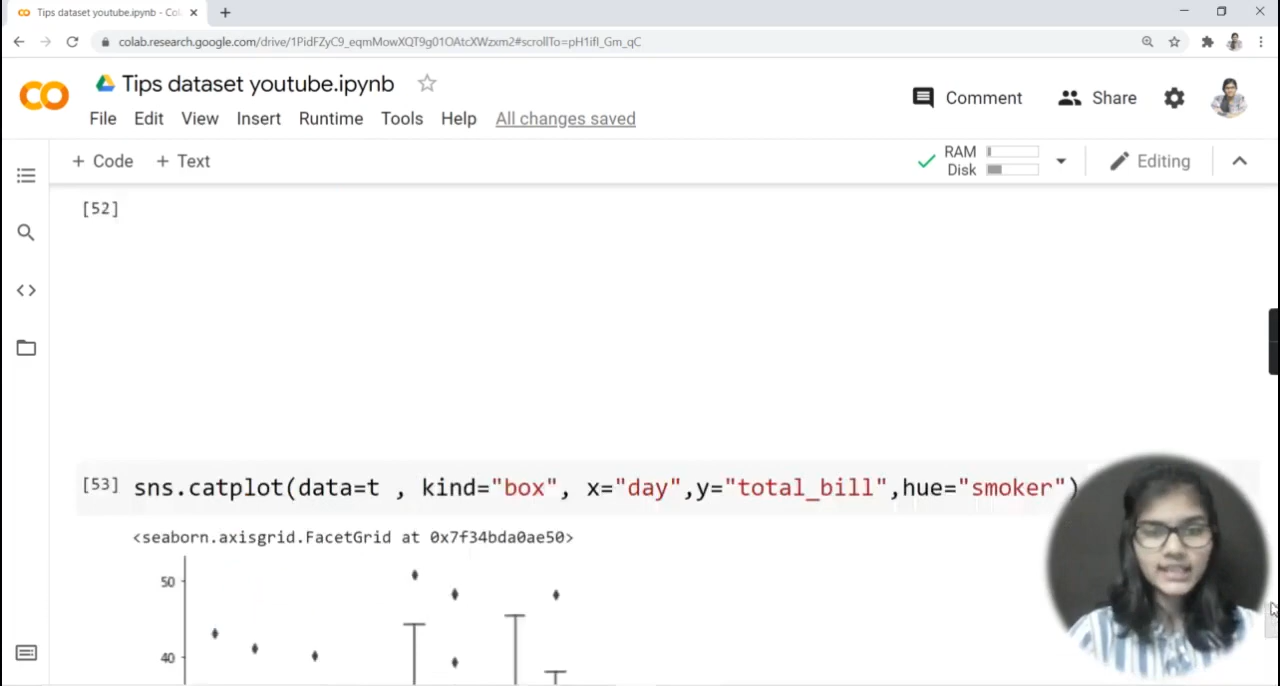 Tips dataset youtube.ipynb - Col
colab.research.google.com/drive/1PidFZyC9_eqmMowXQT9g01OAtcXWzxm2#scrollTo=pH1ifI_Gm_qC
Tips dataset youtube.ipynb
Comment
Share
File Edit View Insert Runtime Tools Help All changes saved
+ Code + Text
RAM
Disk
Editing
[52]
[53] sns.catplot(data=t , kind="box", x="day",y="total_bill",hue="smoker")
<seaborn.axisgrid.FacetGrid at 0x7f34bda0ae50>
50
40